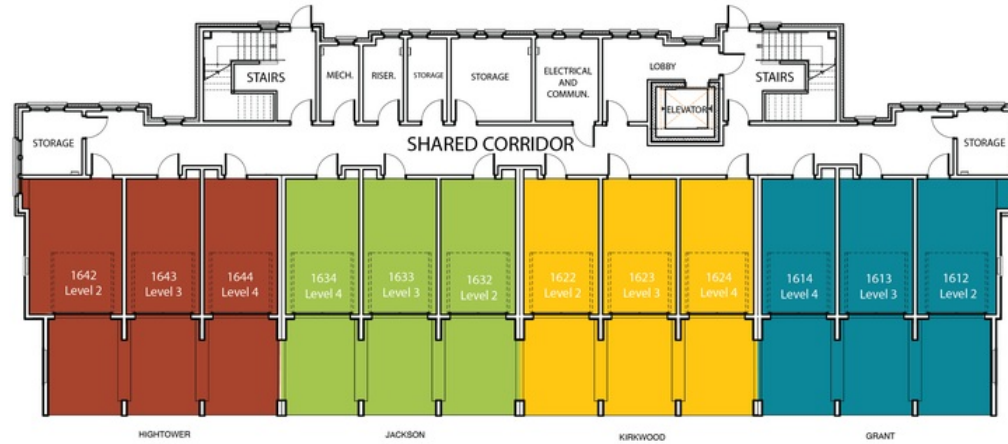 STAIRS
MECH.
RISER.
STORAGE
STORAGE
ELECTRICAL
AND
COMMUN.
LOBBY
ELEVATOR
STAIRS
STORAGE
SHARED CORRIDOR
STORAGE
1642
Level 2
1643
Level 3
1644
Level 4
1634
Level 4
1633
Level 3
1632
Level 2
1622
Level 2
1623
Level 3
1624
Level 4
1614
Level 4
1613
Level 3
1612
Level 2
HIGHTOWER
JACKSON
KIRKWOOD
GRANT